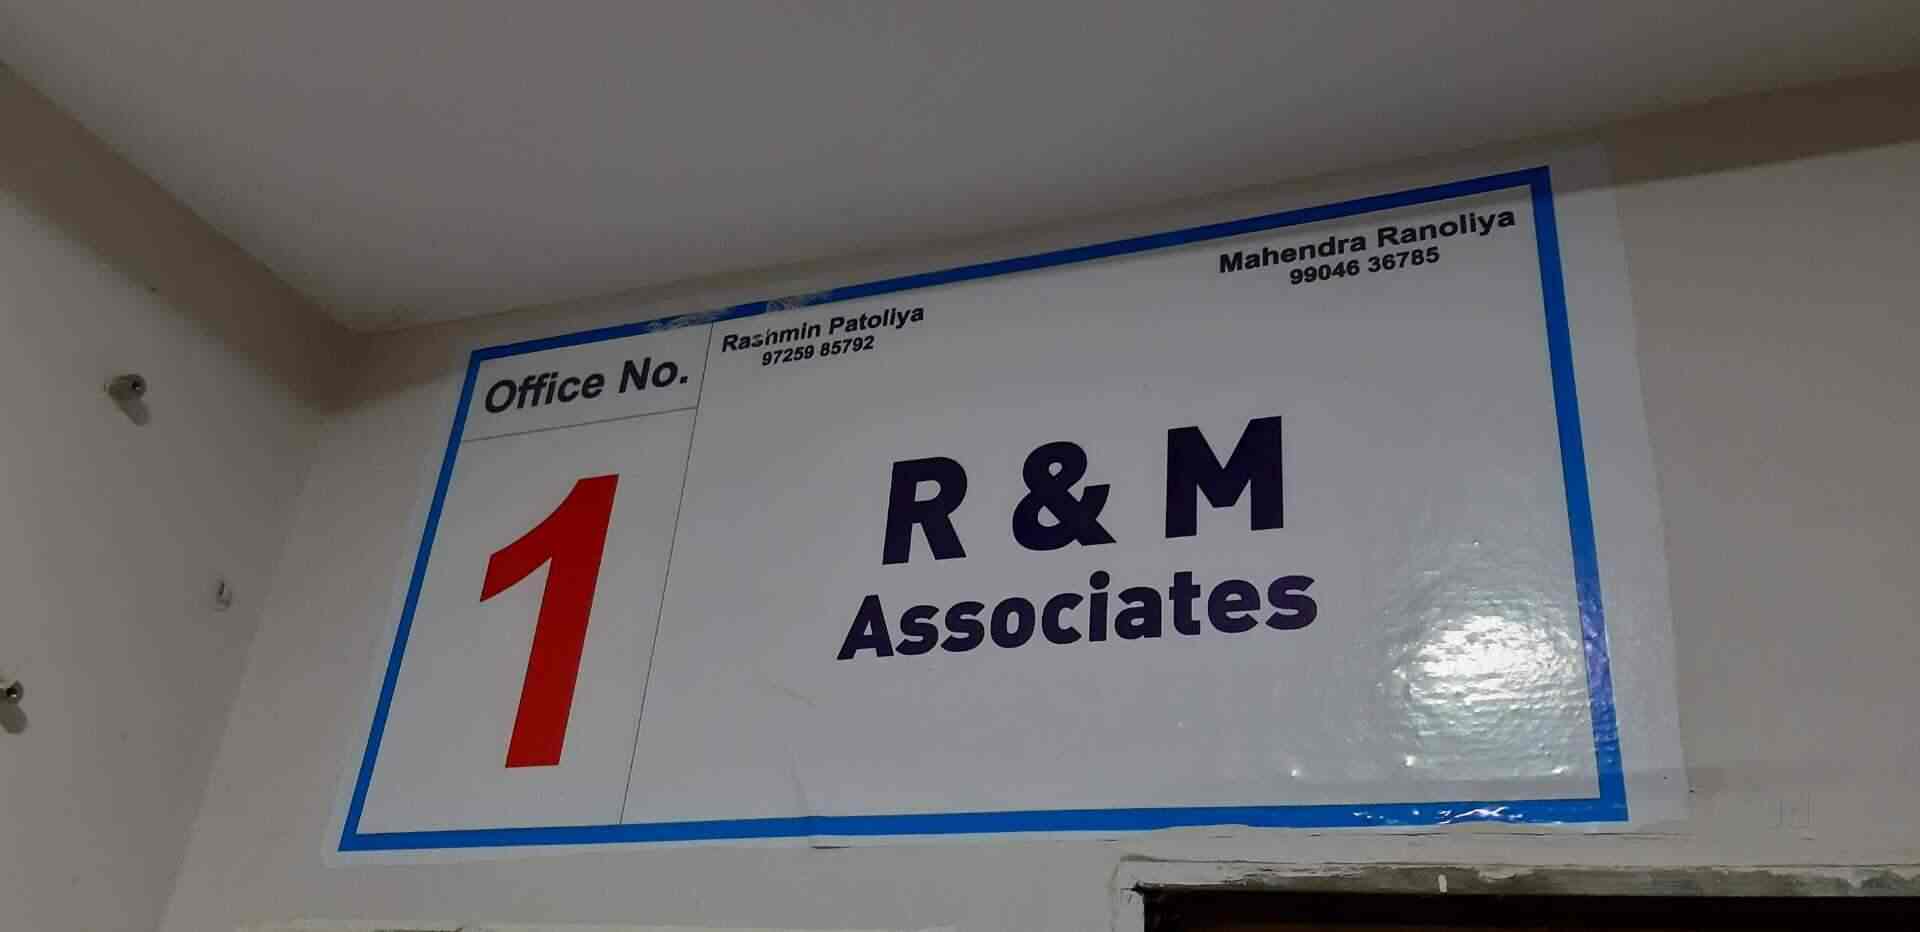 Office No.
1
Rashmin Patoliya
97259 85792
Mahendra Ranoliya
99046 36785
R & M
Associates